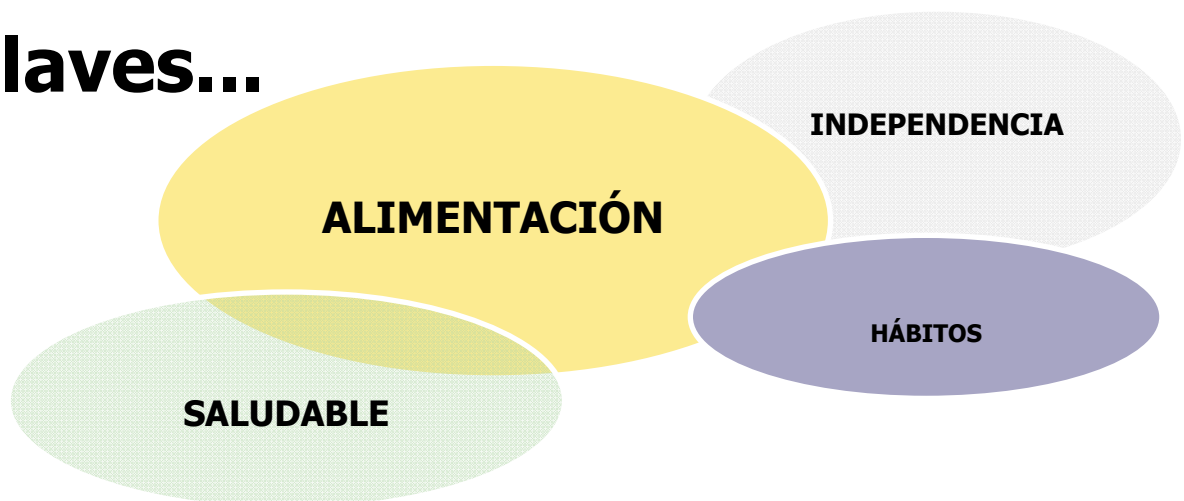 laves...
INDEPENDENCIA
ALIMENTACIÓN
HÁBITOS
SALUDABLE